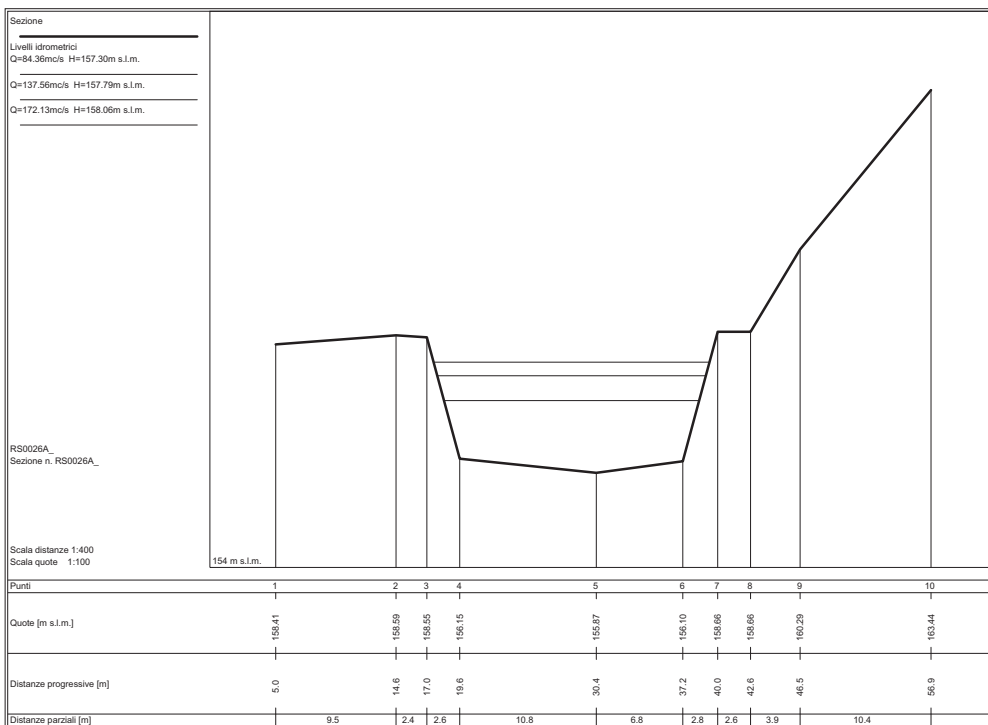 Sezione
Livelli idrometrici
Q=84.36mc/s H=157.30m s.l.m.
Q=137.56mc/s H=157.79m s.l.m.
Q=172.13mc/s H=158.06m s.l.m.
RS0026A_
Sezione n. RS0026A_
Scala distanze 1:400
Scala quote 1:100
154 m s.l.m.
Punti 1 2 3 4 5 6 7 8 9 10
Quote [m s.l.m.] 158.41 158.59 158.55 156.15 155.87 156.10 158.66 158.66 160.29 163.44
Distanze progressive [m] 5.0 14.6 17.0 19.6 30.4 37.2 40.0 42.6 46.5 56.9
Distanze parziali [m] 9.5 2.4 2.6 10.8 6.8 2.8 2.6 3.9 10.4